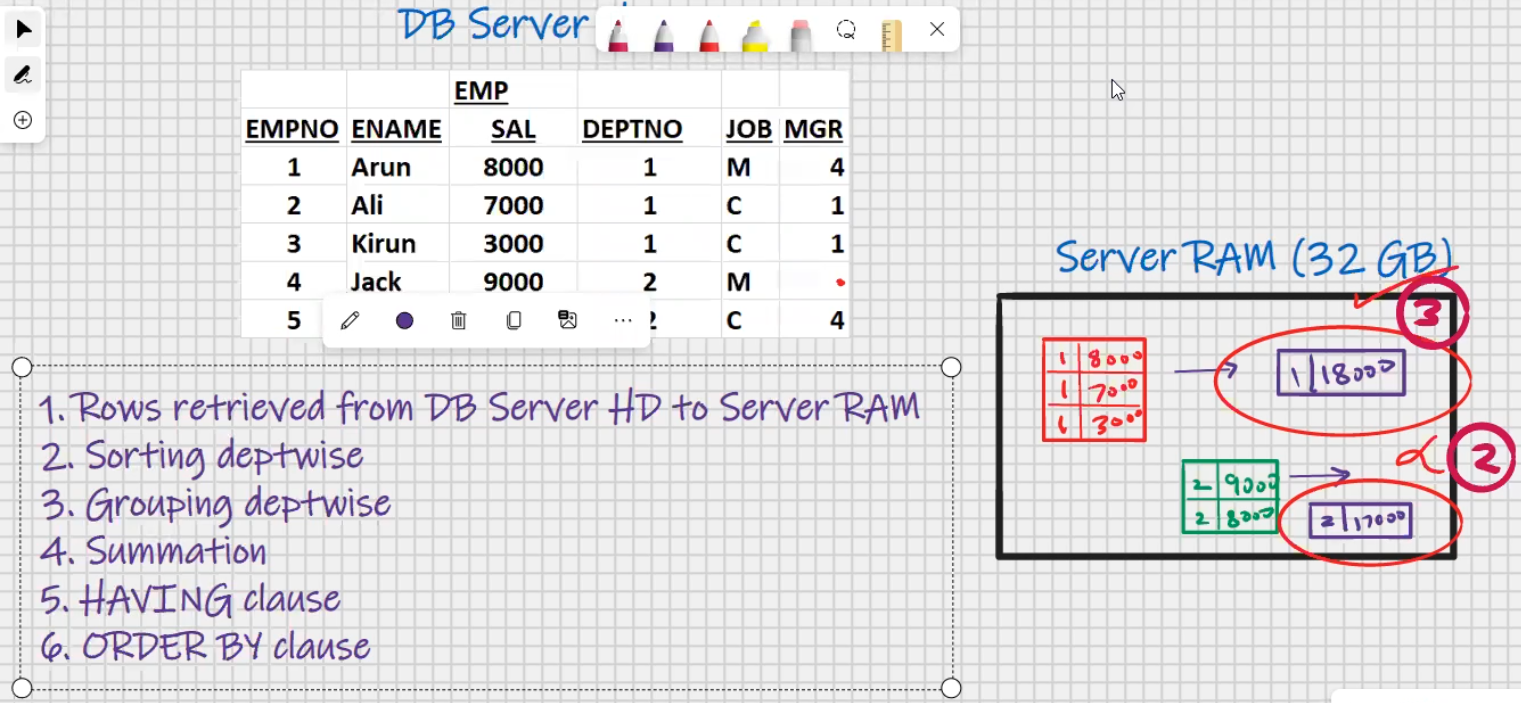 DB Server
EMP
EMPNO ENAME SAL DEPTNO JOB MGR
1 Arun 8000 1 M 4
2 Ali 7000 1 C 1
3 Kirun 3000 1 C 1
4 Jack 9000 2 M
5 2 C 4
1. Rows retrieved from DB Server HD to Server RAM
2. Sorting deptwise
3. Grouping deptwise
4. Summation
5. HAVING clause
6. ORDER BY clause
Server RAM (32 GB)
3
1 8000
1 7000
1 3000
1 18000
2
2 9000
2 8000
2 17000